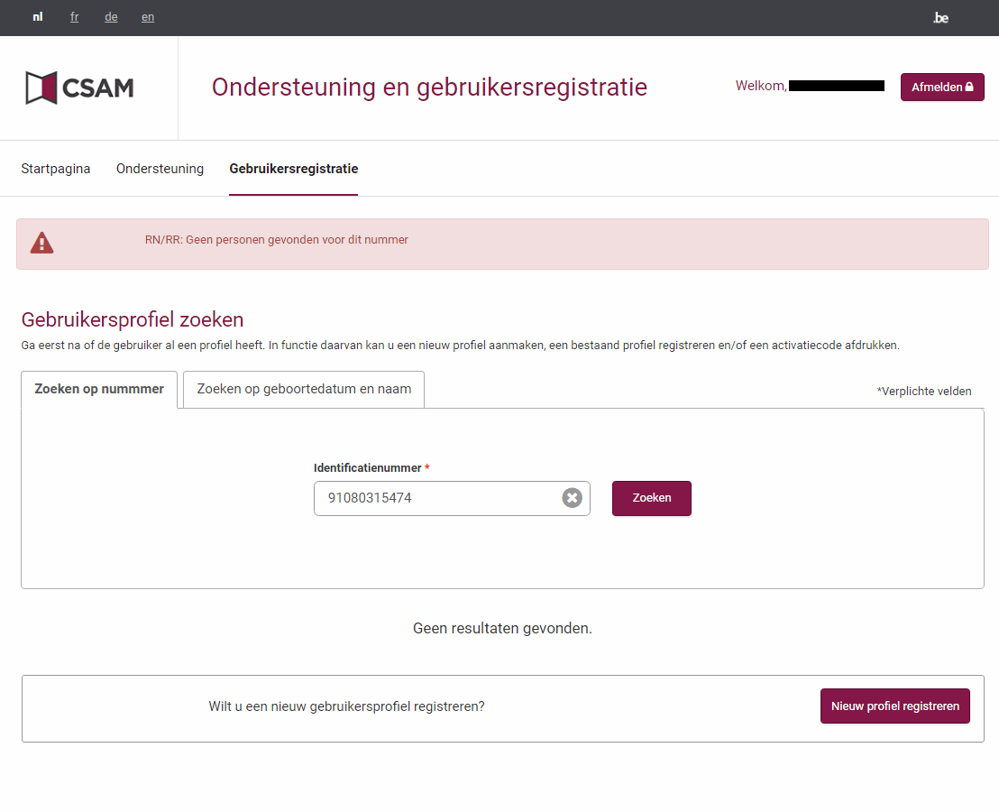 nl fr de en .be
CSAM
Ondersteuning en gebruikersregistratie
Welkom,
Afmelden
Startpagina Ondersteuning Gebruikersregistratie
RN/RR: Geen personen gevonden voor dit nummer
Gebruikersprofiel zoeken
Ga eerst na of de gebruiker al een profiel heeft. In functie daarvan kan u een nieuw profiel aanmaken, een bestaand profiel registreren en/of een activatiecode afdrukken.
Zoeken op nummmer Zoeken op geboortedatum en naam *Verplichte velden
Identificatienummer *
91080315474 Zoeken
Geen resultaten gevonden.
Wilt u een nieuw gebruikersprofiel registreren? Nieuw profiel registreren